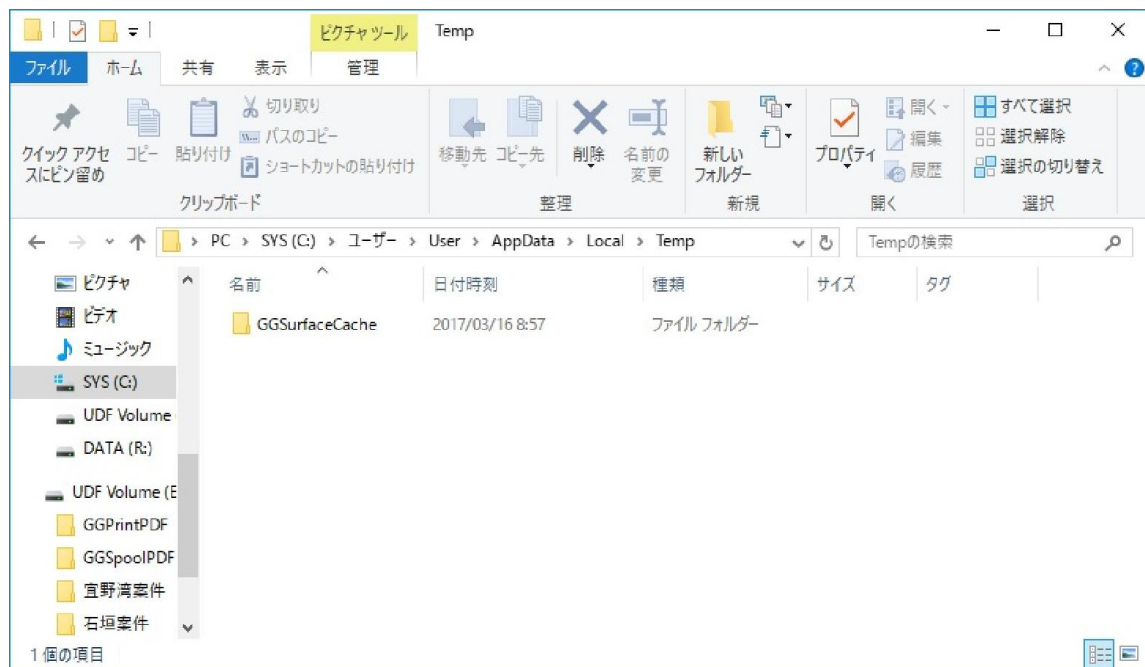 ピクチャ ツール Temp
ファイル ホーム 共有 表示 管理
クイック アクセスにピン留め
コピー
貼り付け
切り取り
パスのコピー
ショートカットの貼り付け
クリップボード
移動先
コピー先
削除
名前の変更
整理
新しいフォルダー
新規
プロパティ
開く
編集
履歴
開く
すべて選択
選択解除
選択の切り替え
選択
PC > SYS (C:) > ユーザー > User > AppData > Local > Temp
Tempの検索
ピクチャ
ビデオ
ミュージック
SYS (C:)
UDF Volume
DATA (R:)
UDF Volume (E
GGPrintPDF
GGSpoolPDF
宜野湾案件
石垣案件
名前 日付時刻 種類 サイズ タグ
GGSurfaceCache 2017/03/16 8:57 ファイル フォルダー
1 個の項目